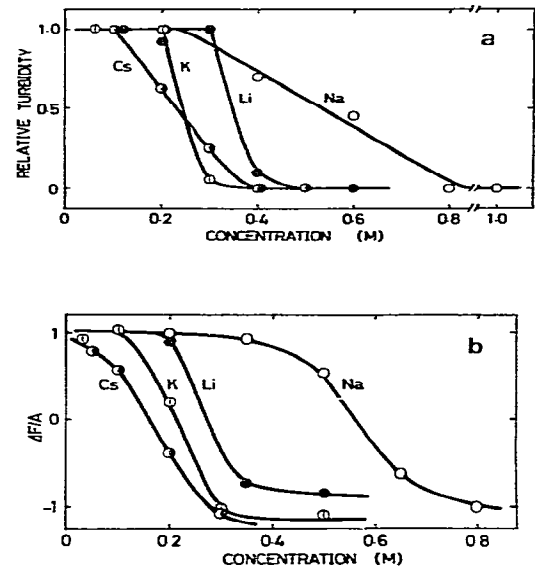 a
1.0
0.5
0
RELATIVE TURBIDITY
Cs
K
Li
Na
0 0.2 0.4 0.6 0.8 1.0
CONCENTRATION (M)
b
1
0
-1
ΔF/A
Cs
K
Li
Na
0 0.2 0.4 0.6 0.8
CONCENTRATION (M)